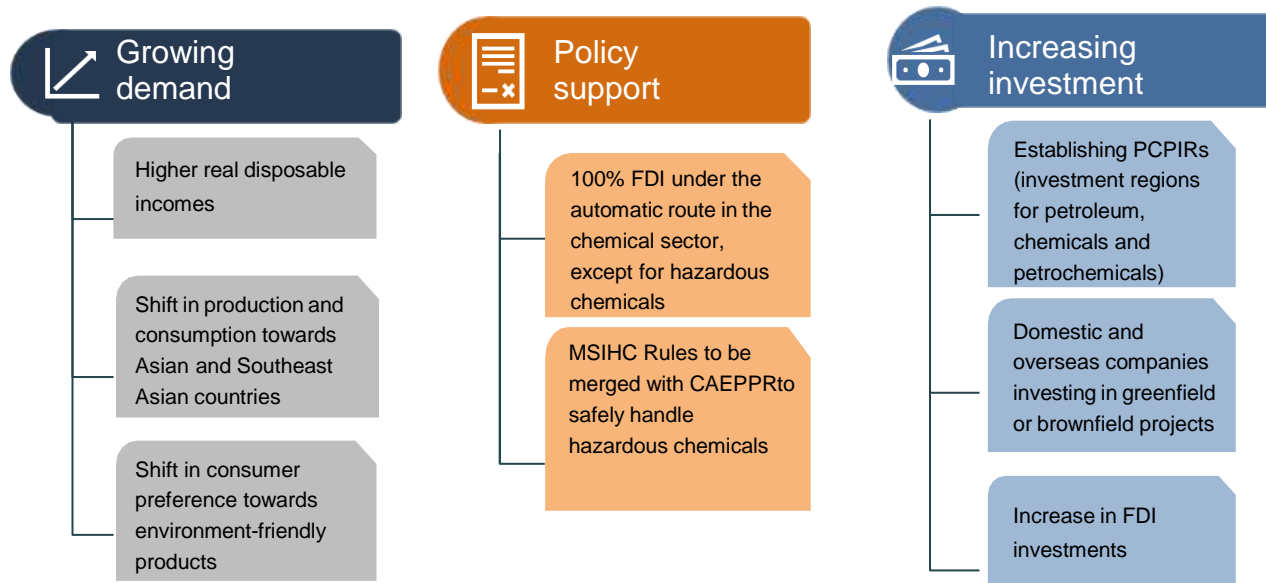 Growing
demand
Higher real disposable
incomes
Shift in production and
consumption towards
Asian and Southeast
Asian countries
Shift in consumer
preference towards
environment-friendly
products
Policy
support
100% FDI under the
automatic route in the
chemical sector,
except for hazardous
chemicals
MSIHC Rules to be
merged with CAEPPRto
safely handle
hazardous chemicals
Increasing
investment
Establishing PCPIRs
(investment regions
for petroleum,
chemicals and
petrochemicals)
Domestic and
overseas companies
investing in greenfield
or brownfield projects
Increase in FDI
investments